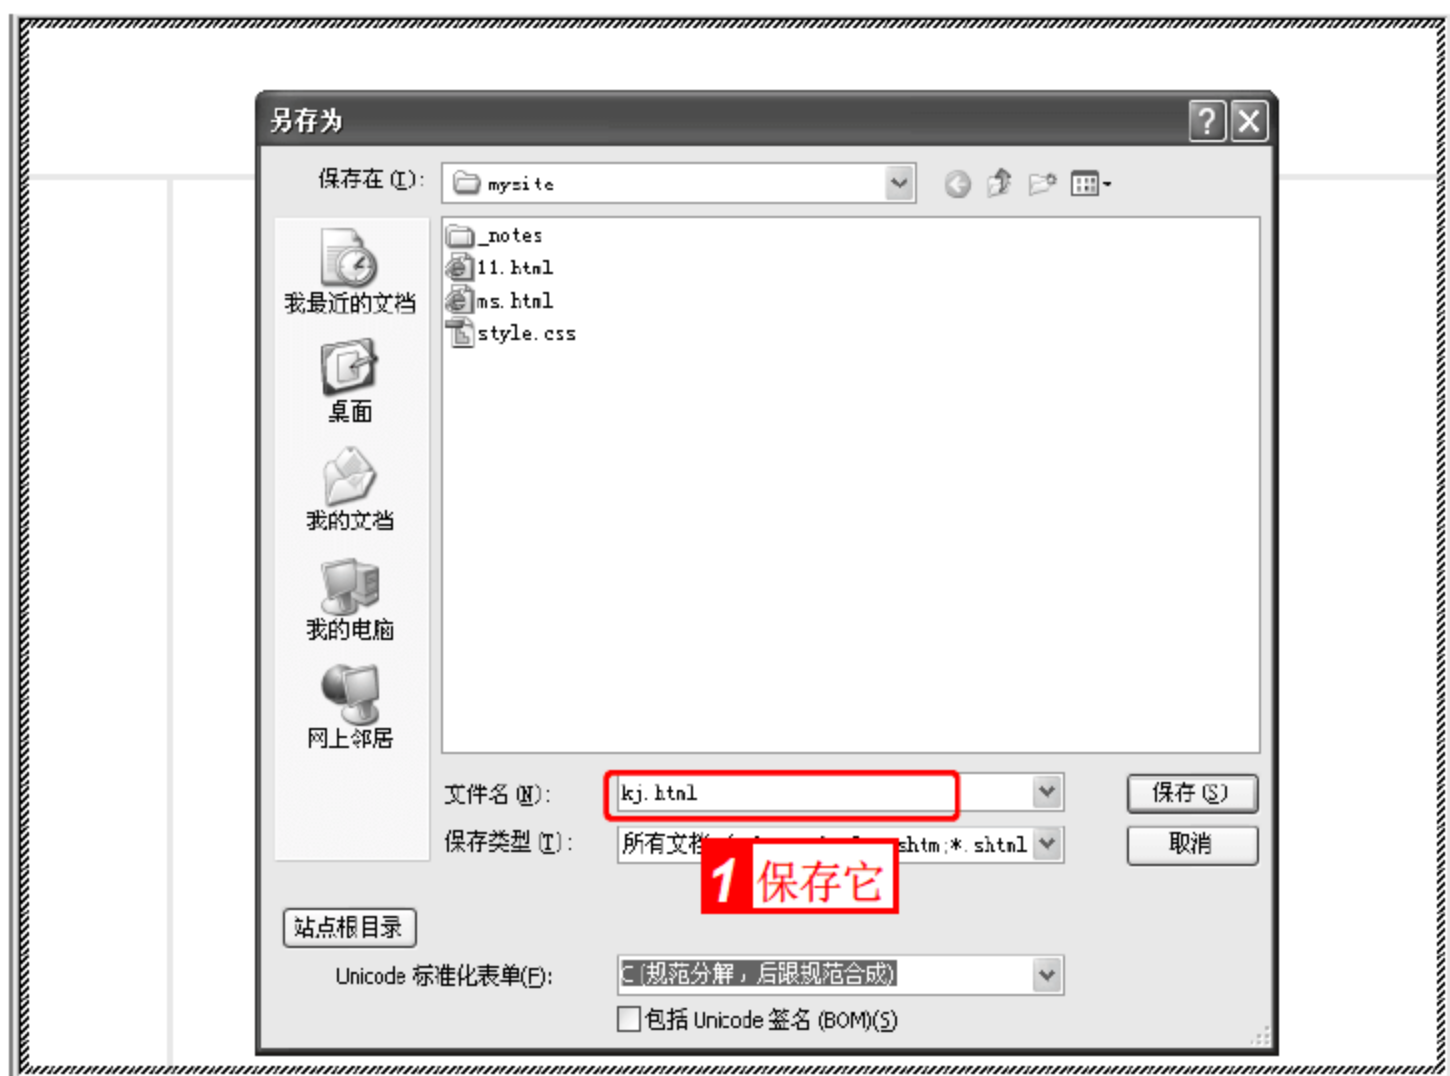 另存为
保存在(I):
mysite
_notes
11.html
ms.html
style.css
我最近的文档
桌面
我的文档
我的电脑
网上邻居
文件名(N):
kj.html
保存(S)
保存类型(T):
所有文档
shtm;*.shtml
取消
1 保存它
站点根目录
Unicode 标准化表单(F):
C (规范分解，后跟规范合成)
包括 Unicode 签名 (BOM)(S)